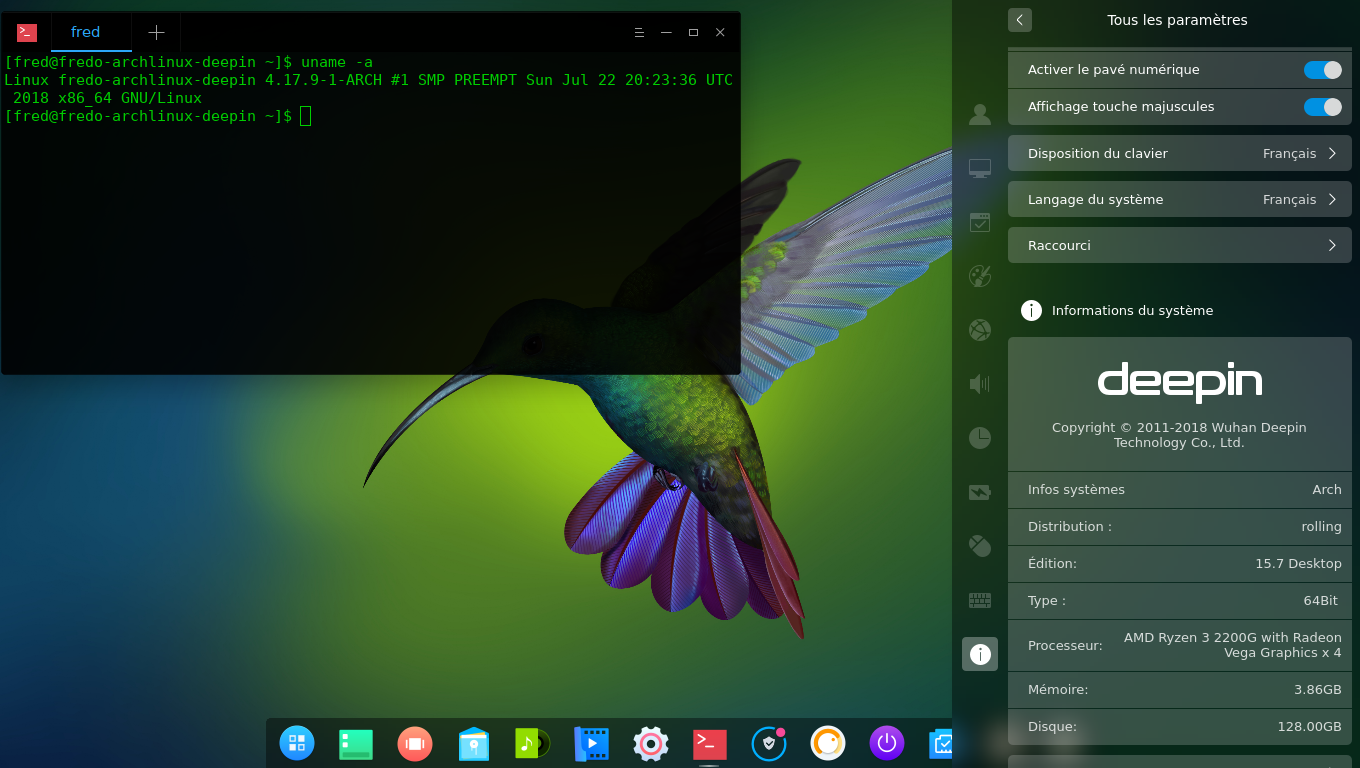 fred
[fred@fredo-archlinux-deepin ~]$ uname -a
Linux fredo-archlinux-deepin 4.17.9-1-ARCH #1 SMP PREEMPT Sun Jul 22 20:23:36 UTC
2018 x86_64 GNU/Linux
[fred@fredo-archlinux-deepin ~]$
Tous les paramètres
Activer le pavé numérique
Affichage touche majuscules
Disposition du clavier Français
Langage du système Français
Raccourci
Informations du système
deepin
Copyright © 2011-2018 Wuhan Deepin
Technology Co., Ltd.
Infos systèmes Arch
Distribution : rolling
Édition: 15.7 Desktop
Type : 64Bit
Processeur: AMD Ryzen 3 2200G with Radeon
Vega Graphics x 4
Mémoire: 3.86GB
Disque: 128.00GB